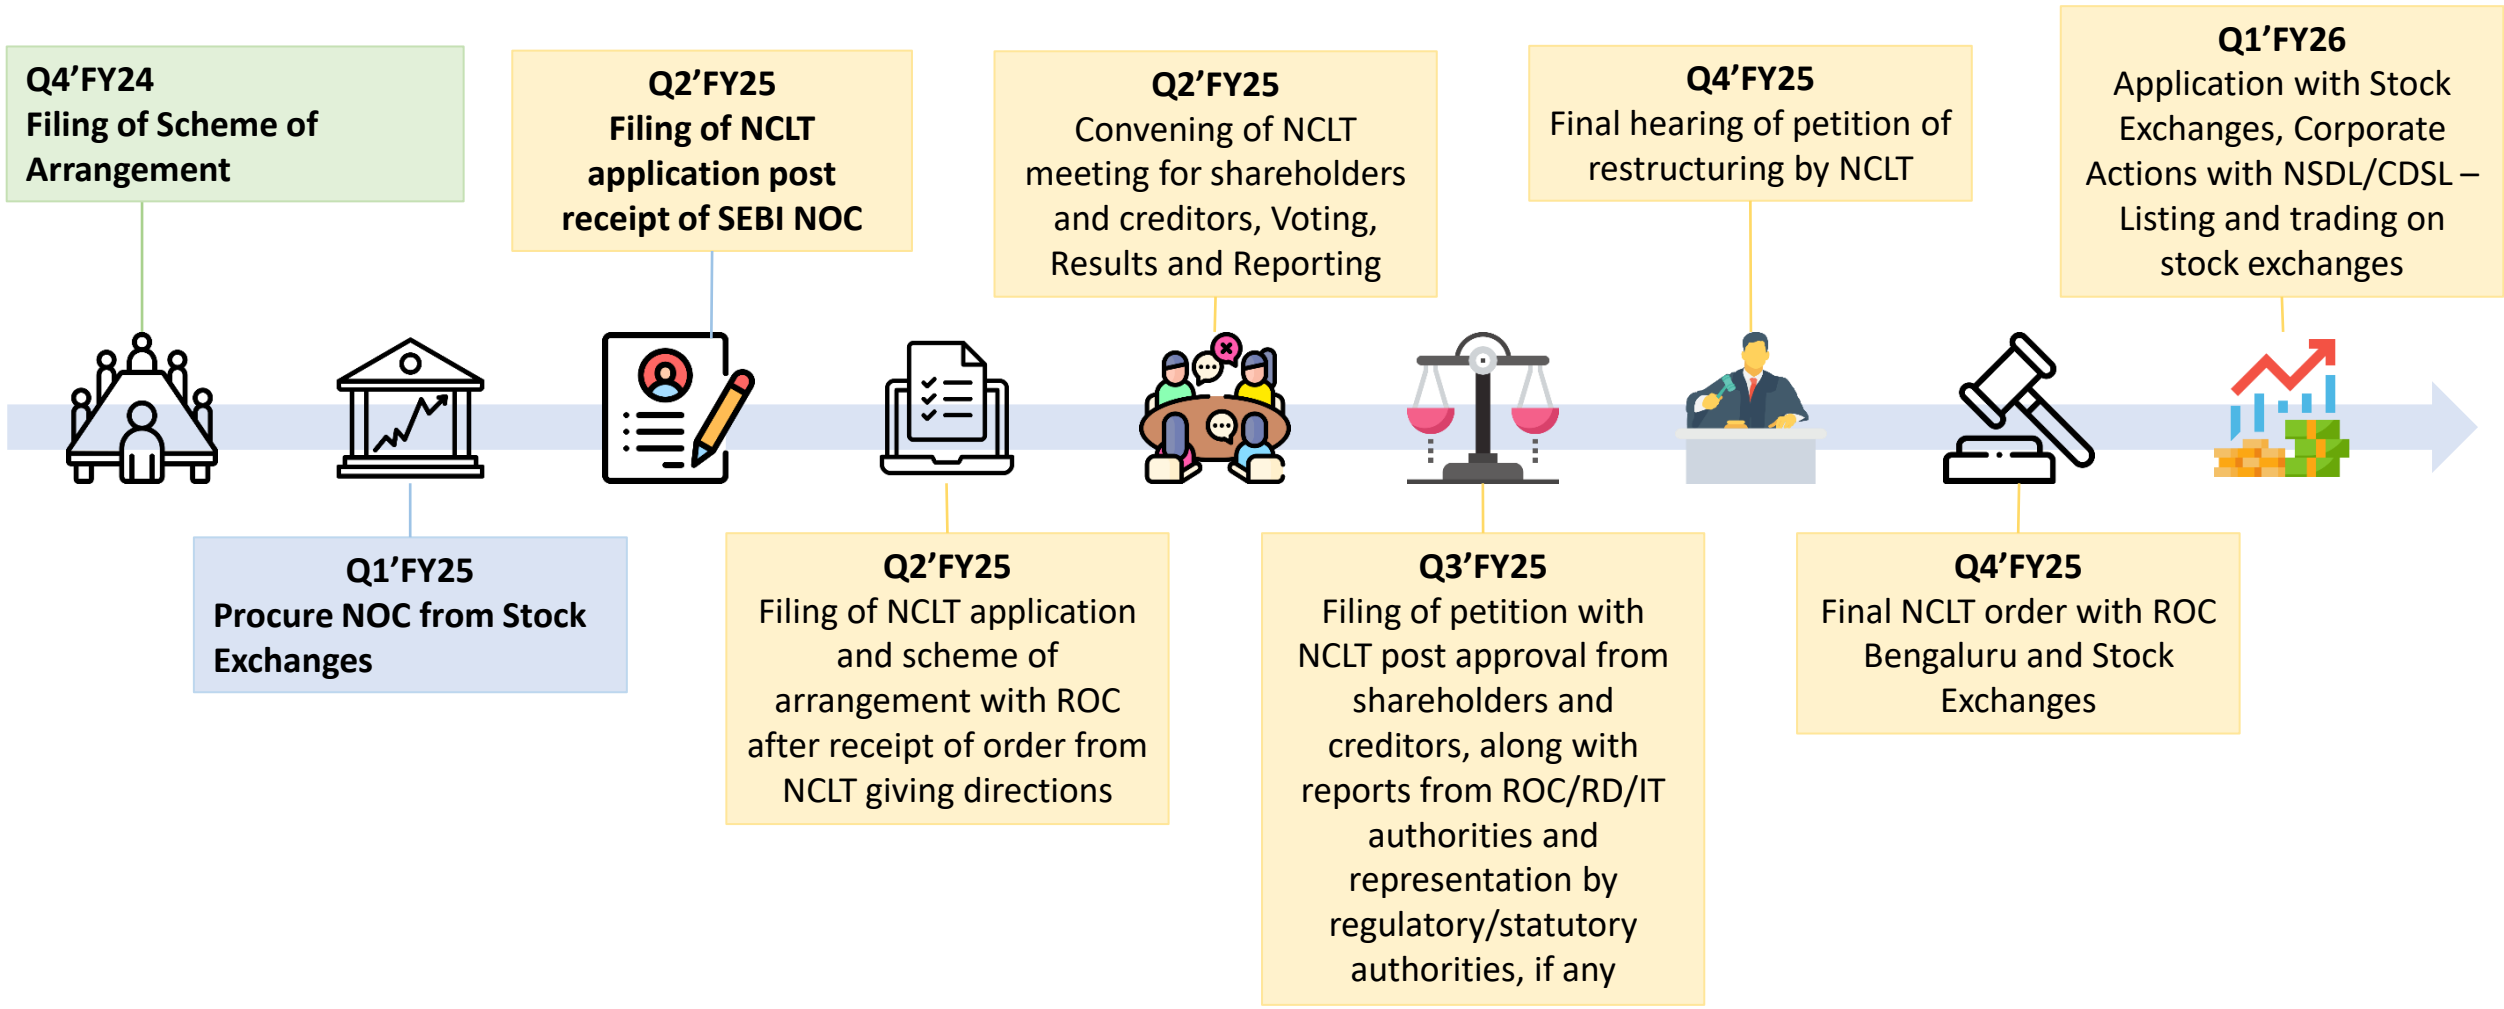 Q4’FY24
Filing of Scheme of
Arrangement
Q1’FY25
Procure NOC from Stock
Exchanges
Q2’FY25
Filing of NCLT
application post
receipt of SEBI NOC
Q2’FY25
Filing of NCLT application
and scheme of
arrangement with ROC
after receipt of order from
NCLT giving directions
Q2’FY25
Convening of NCLT
meeting for shareholders
and creditors, Voting,
Results and Reporting
Q3’FY25
Filing of petition with
NCLT post approval from
shareholders and
creditors, along with
reports from ROC/RD/IT
authorities and
representation by
regulatory/statutory
authorities, if any
Q4’FY25
Final hearing of petition of
restructuring by NCLT
Q4’FY25
Final NCLT order with ROC
Bengaluru and Stock
Exchanges
Q1’FY26
Application with Stock
Exchanges, Corporate
Actions with NSDL/CDSL –
Listing and trading on
stock exchanges